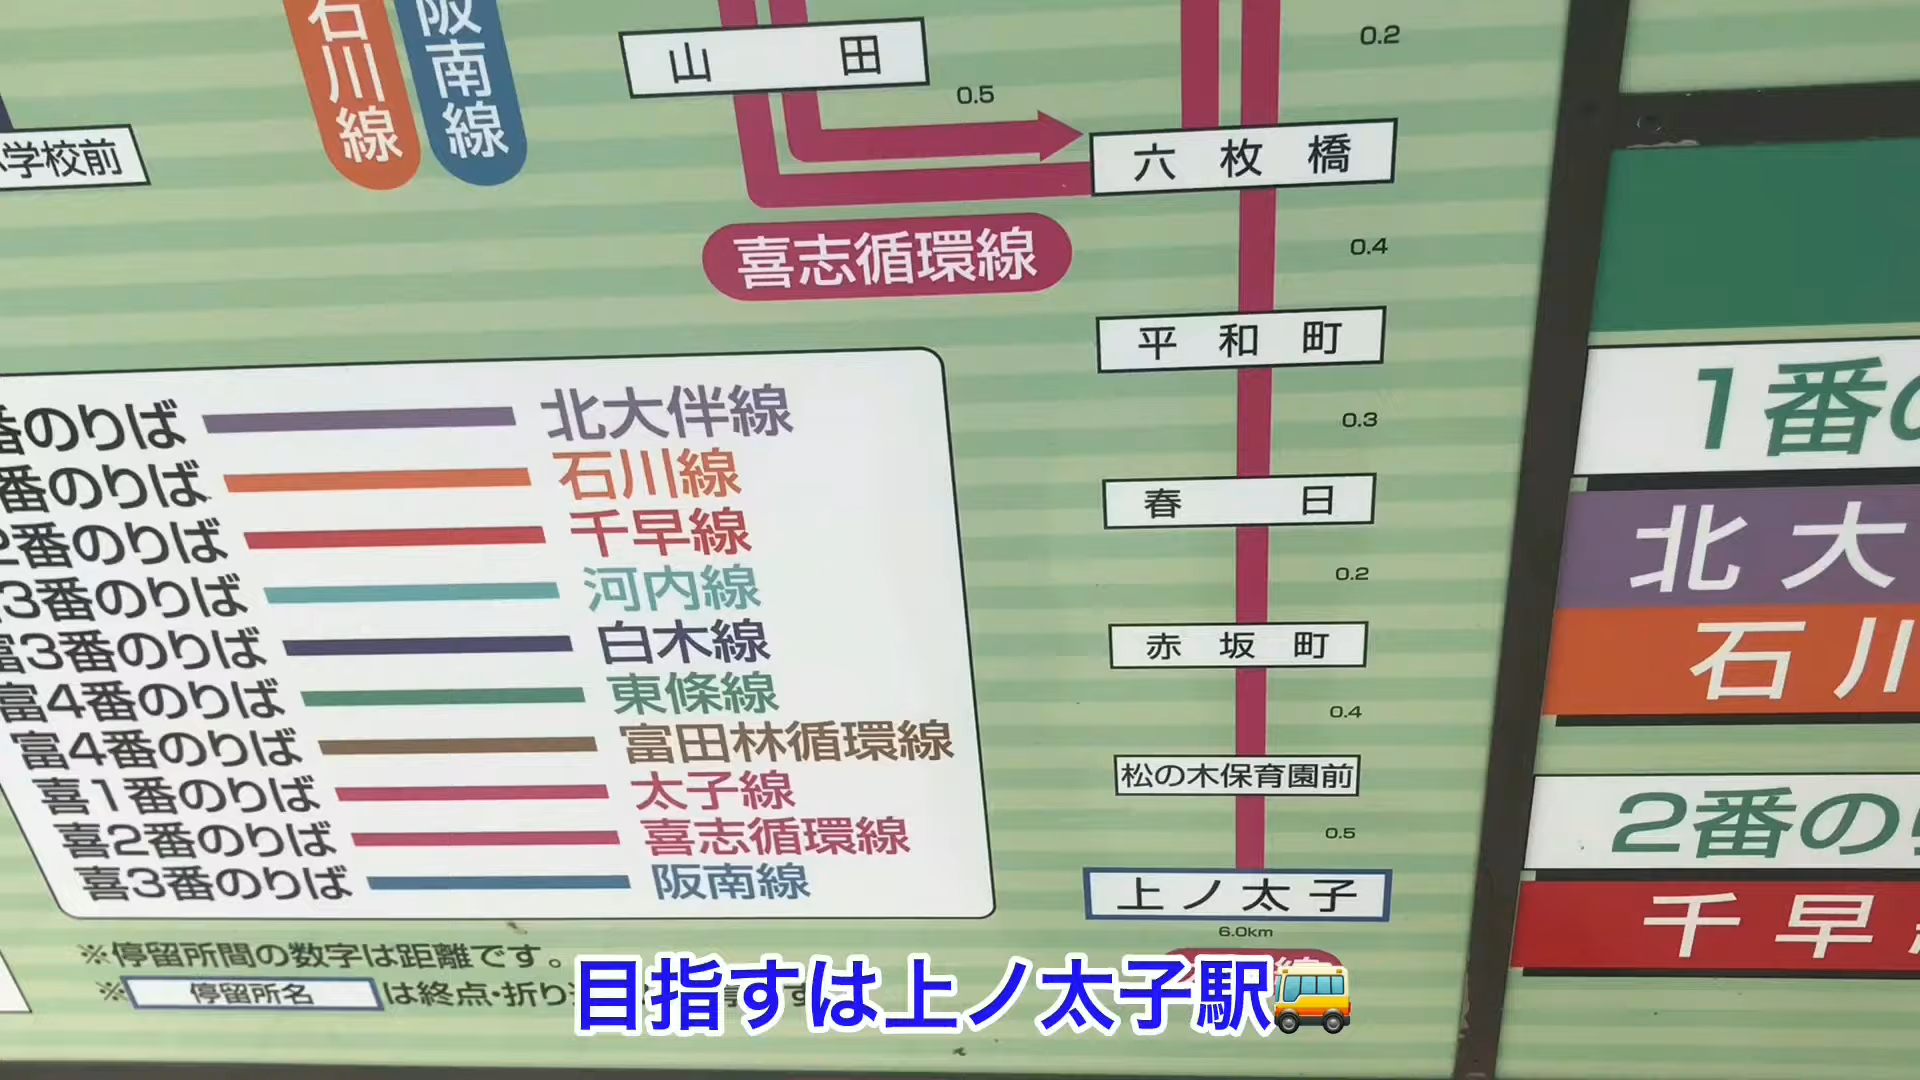 石川線
阪南線
山田
0.5
0.2
学校前
六枚橋
喜志循環線
0.4
平和町
0.3
春日
0.2
赤坂町
0.4
松の木保育園前
0.5
上ノ太子
6.0km
番のりば 北大伴線
番のりば 石川線
2番のりば 千早線
3番のりば 河内線
富3番のりば 白木線
富4番のりば 東條線
富4番のりば 富田林循環線
喜1番のりば 太子線
喜2番のりば 喜志循環線
喜3番のりば 阪南線
※停留所間の数字は距離です。
※停留所名は終点・折り
1番の
北大
石川
2番の
千早
目指すは上ノ太子駅🚌